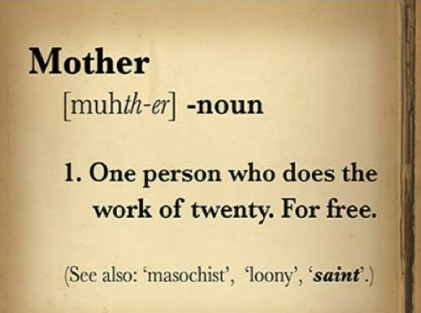 Mother
[muhth-er] -noun
1. One person who does the
work of twenty. For free.
(See also: ‘masochist’, ‘loony’, ‘saint’.)